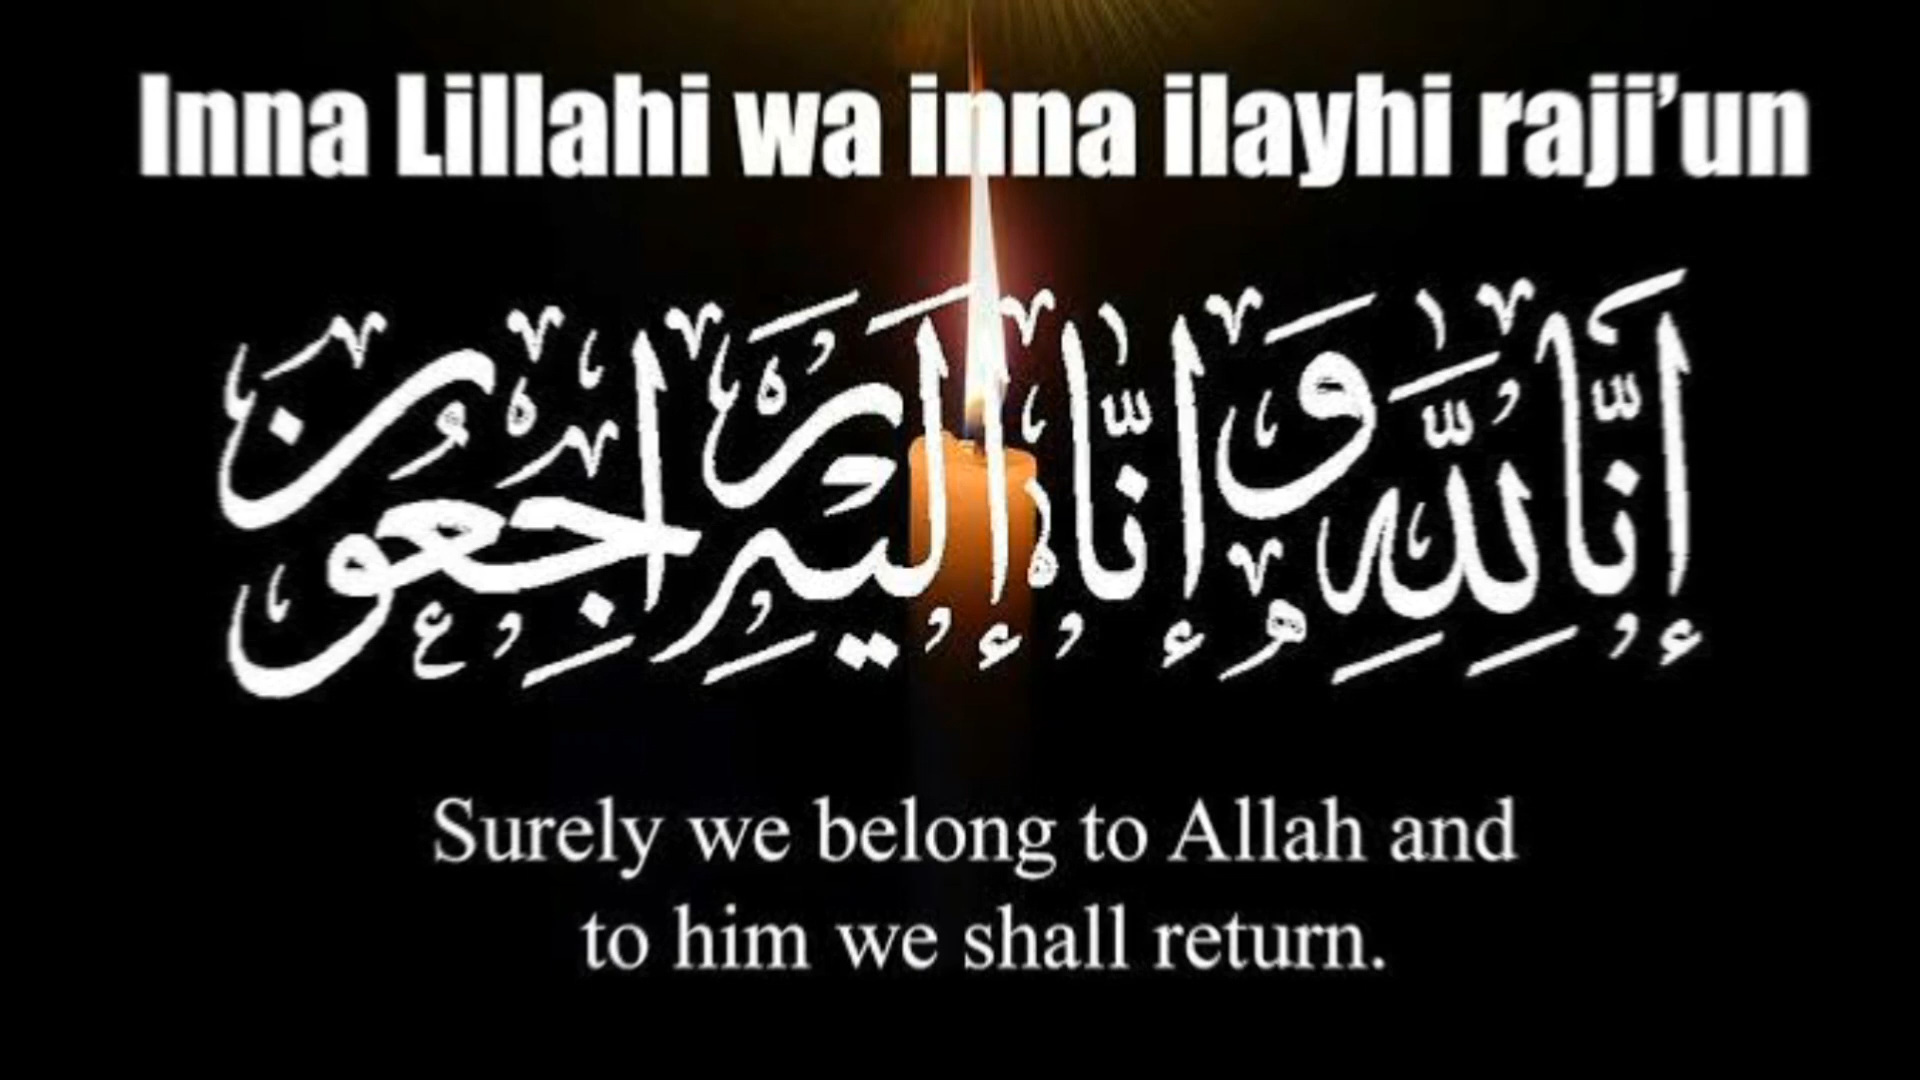 Inna Lillahi wa inna ilayhi raji'un
إِنَّا لِلَّٰهِ وَإِنَّا إِلَيْهِ رَاجِعُونَ
Surely we belong to Allah and
to him we shall return.